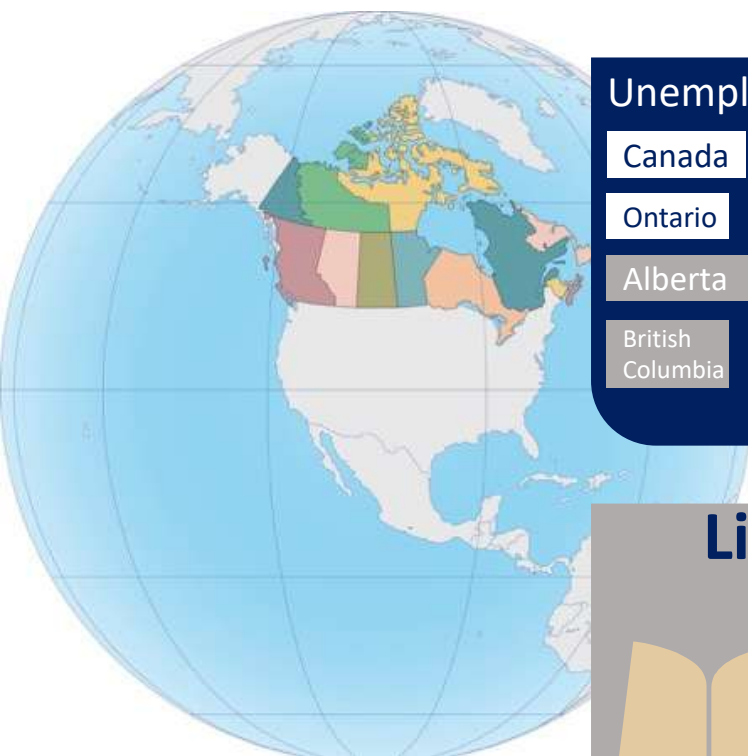 Unempl
Canada
Ontario
Alberta
British
Columbia
Li